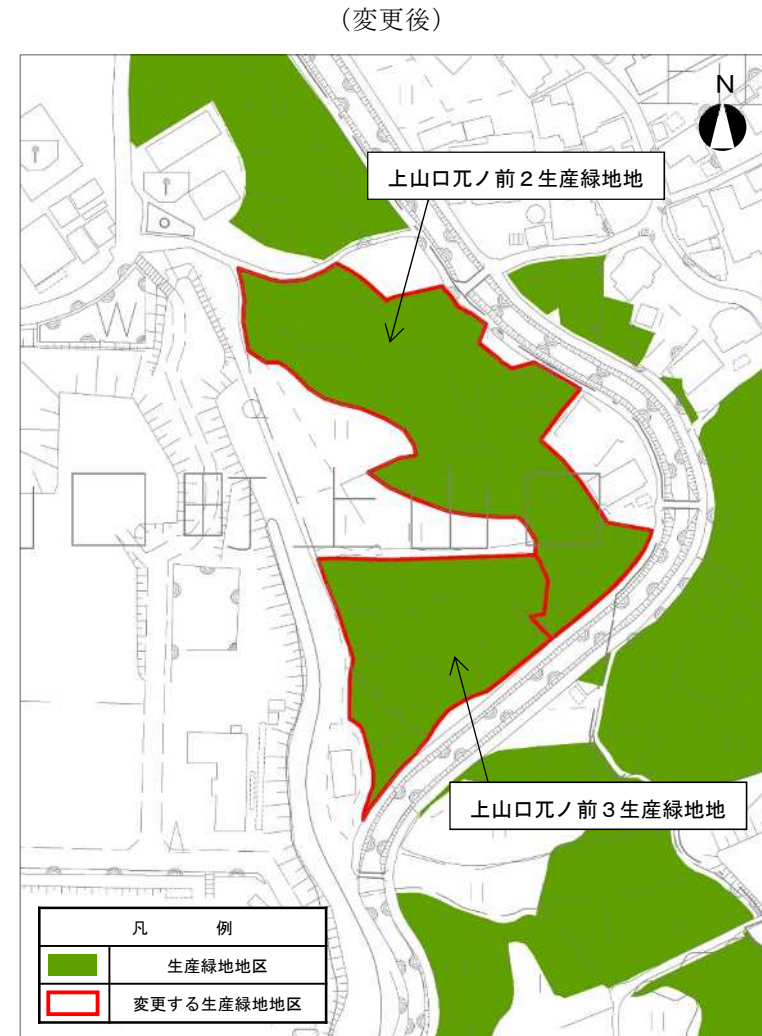 （変更後）
N
上山口兀ノ前２生産緑地地
上山口兀ノ前３生産緑地地
凡　　例
生産緑地地区
変更する生産緑地地区